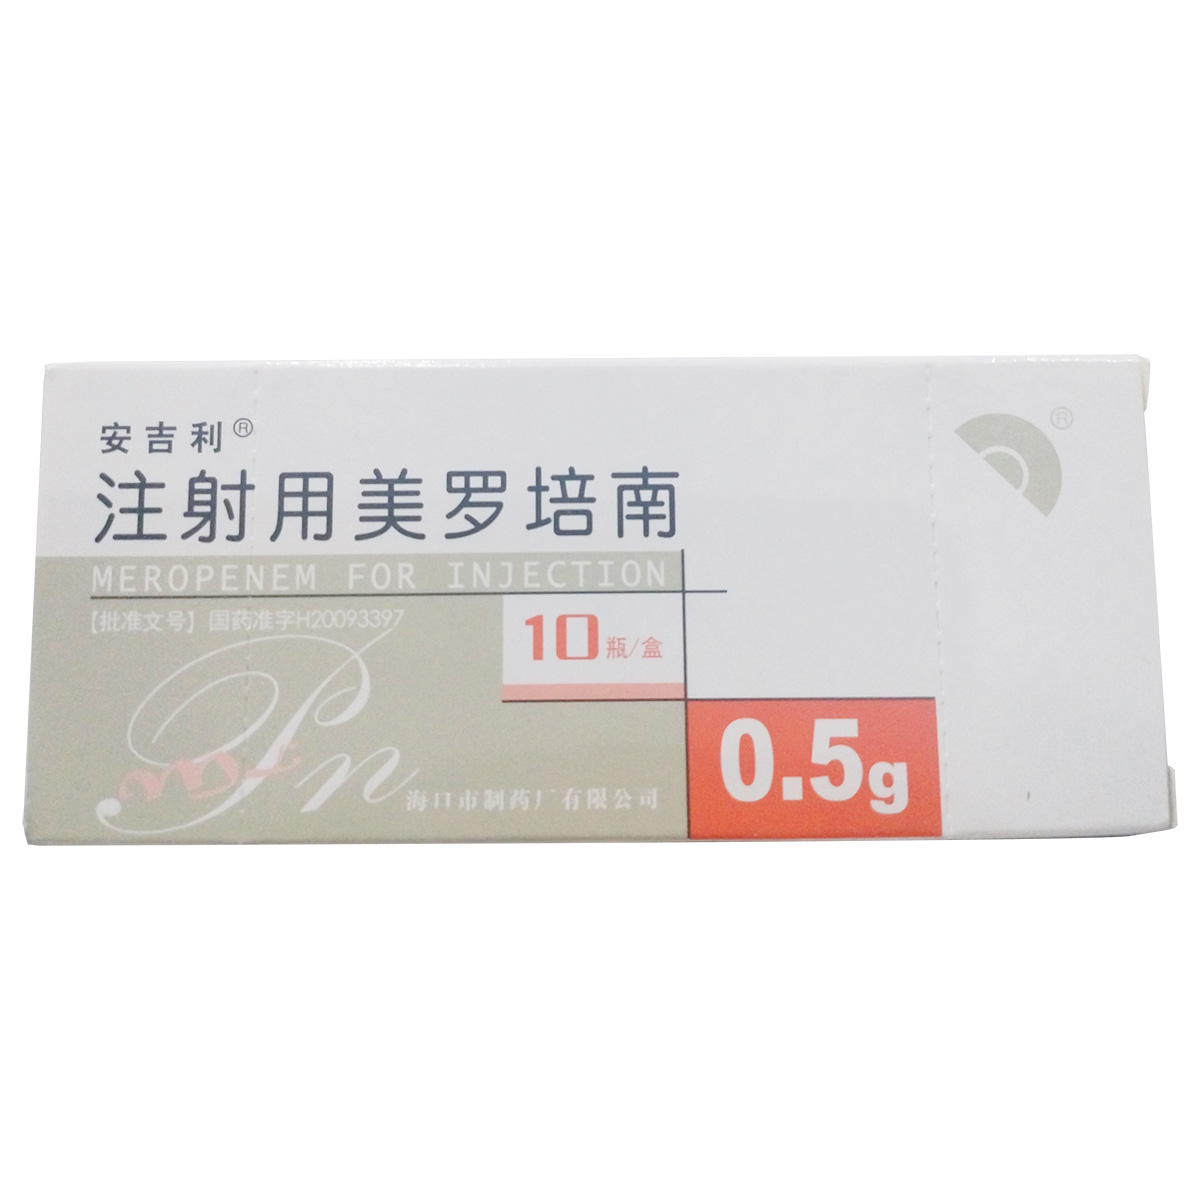 安吉利®
注射用美罗培南
MEROPENEM FOR INJECTION
【批准文号】国药准字H20093397
10瓶/盒
0.5g
海口市制药厂有限公司
®